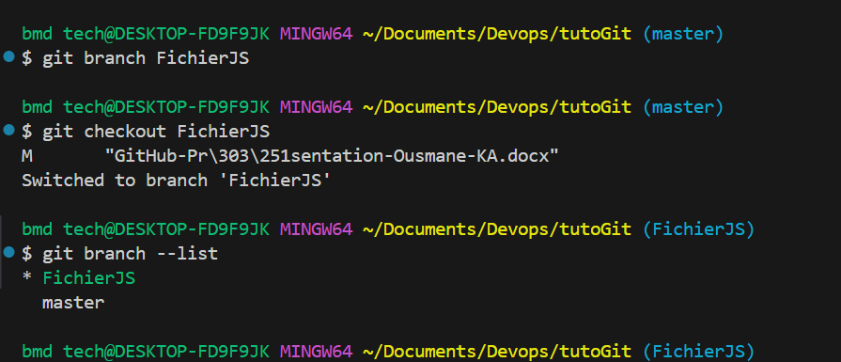 bmd tech@DESKTOP-FD9F9JK MINGW64 ~/Documents/Devops/tutoGit (master)
$ git branch FichierJS
bmd tech@DESKTOP-FD9F9JK MINGW64 ~/Documents/Devops/tutoGit (master)
$ git checkout FichierJS
M       "GitHub-Pr\303\251sentation-Ousmane-KA.docx"
Switched to branch 'FichierJS'
bmd tech@DESKTOP-FD9F9JK MINGW64 ~/Documents/Devops/tutoGit (FichierJS)
$ git branch --list
* FichierJS
  master
bmd tech@DESKTOP-FD9F9JK MINGW64 ~/Documents/Devops/tutoGit (FichierJS)